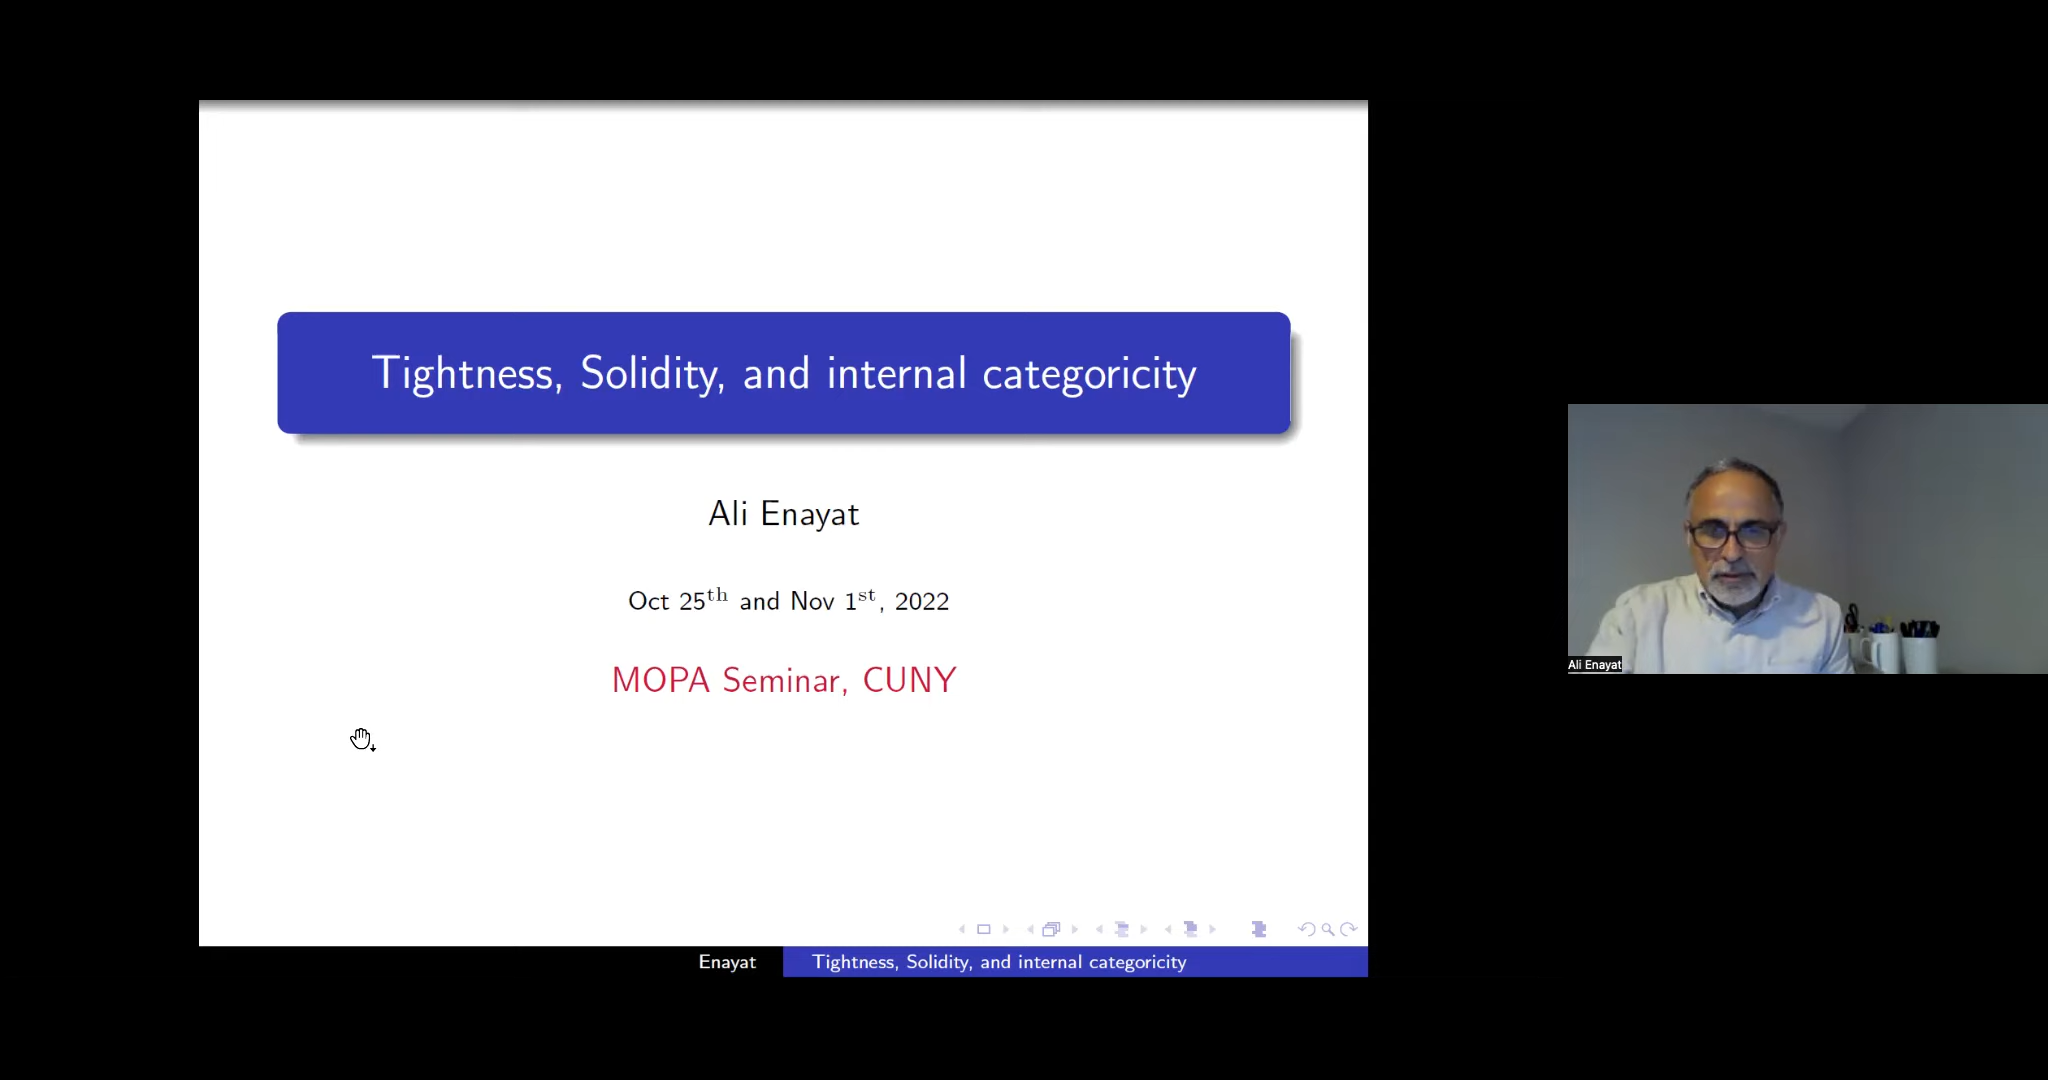 Tightness, Solidity, and internal categoricity
Ali Enayat
Oct 25th and Nov 1st, 2022
MOPA Seminar, CUNY
Enayat
Tightness, Solidity, and internal categoricity
Ali Enayat